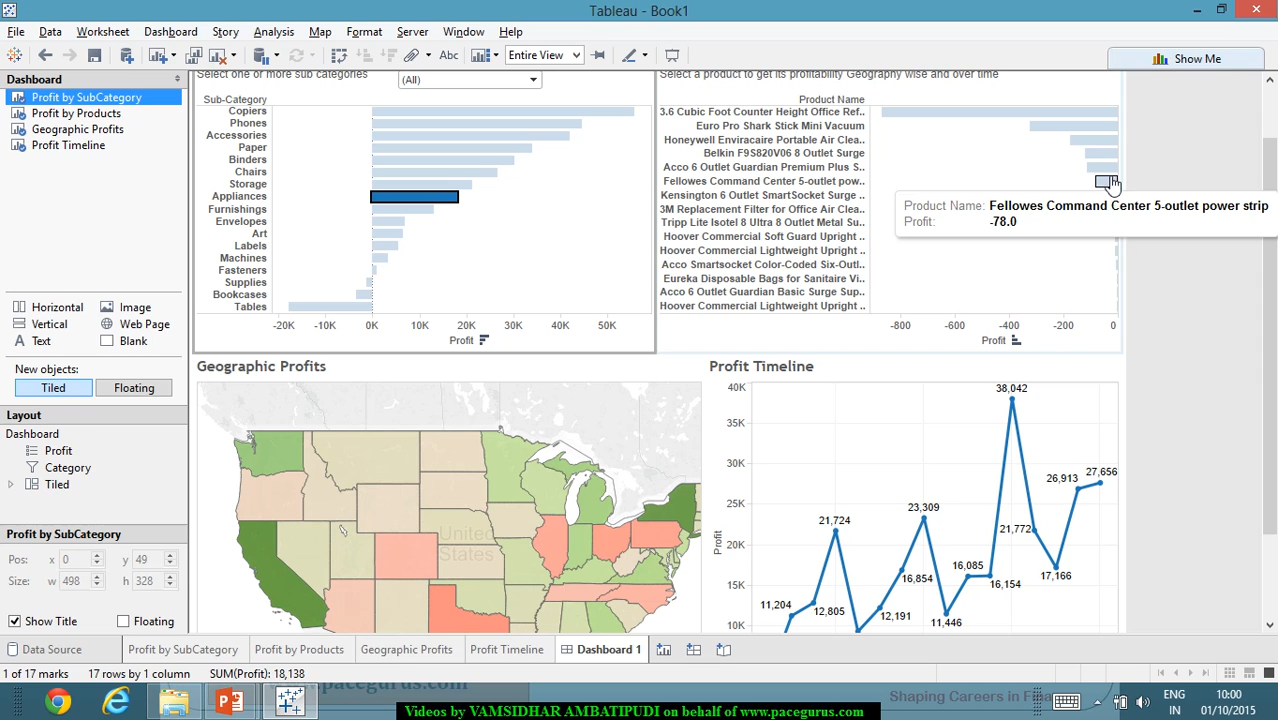 Tableau - Book1
File Data Worksheet Dashboard Story Analysis Map Format Server Window Help
Abc Entire View Show Me
Dashboard
Profit by SubCategory
Profit by Products
Geographic Profits
Profit Timeline
Horizontal Image
Vertical Web Page
Text Blank
New objects:
Tiled Floating
Layout
Dashboard
Profit
Category
Tiled
Profit by SubCategory
Pos: x 0 y 49
Size: w 498 h 328
Show Title Floating
Select one or more sub categories
(All)
Sub-Category
Copiers
Phones
Accessories
Paper
Binders
Chairs
Storage
Appliances
Furnishings
Envelopes
Art
Labels
Machines
Fasteners
Supplies
Bookcases
Tables
-20K -10K 0K 10K 20K 30K 40K 50K
Profit
Select a product to get its profitability Geography wise and over time
Product Name
3.6 Cubic Foot Counter Height Office Ref..
Euro Pro Shark Stick Mini Vacuum
Honeywell Enviracaire Portable Air Clea..
Belkin F9S820V06 8 Outlet Surge
Acco 6 Outlet Guardian Premium Plus S..
Fellowes Command Center 5-outlet pow..
Kensington 6 Outlet SmartSocket Surge ..
3M Replacement Filter for Office Air Clea..
Tripp Lite Isotel 8 Ultra 8 Outlet Metal Su..
Hoover Commercial Soft Guard Upright ..
Hoover Commercial Lightweight Upright ..
Acco Smartsocket Color-Coded Six-Outl..
Eureka Disposable Bags for Sanitaire Vi..
Acco 6 Outlet Guardian Basic Surge Sup..
Hoover Commercial Lightweight Upright ..
-800 -600 -400 -200 0
Profit
Product Name: Fellowes Command Center 5-outlet power strip
Profit: -78.0
Geographic Profits
United
States
Profit Timeline
40K
35K
30K
25K
20K
15K
10K
Profit
38,042
27,656
26,913
23,309
21,724
21,772
16,085
17,166
16,854
16,154
11,204
12,805
12,191
11,446
Data Source Profit by SubCategory Profit by Products Geographic Profits Profit Timeline Dashboard 1
1 of 17 marks 17 rows by 1 column SUM(Profit): 18,138
www.pacegurus.com
ENG
IN
10:00
01/10/2015
Videos by VAMSIDHAR AMBATIPUDI on behalf of www.pacegurus.com